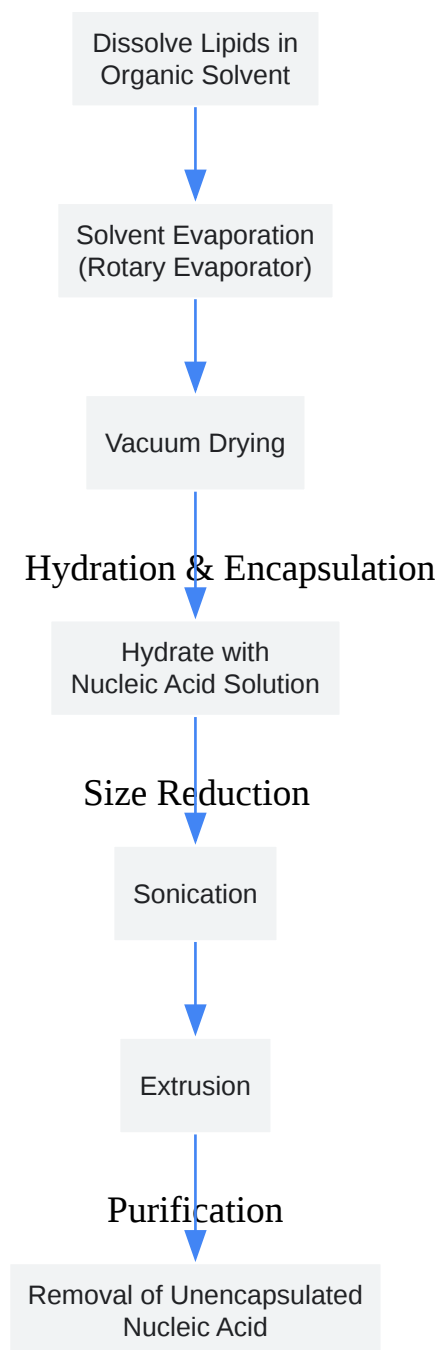 Dissolve Lipids in
Organic Solvent
Solvent Evaporation
(Rotary Evaporator)
Vacuum Drying
Hydration & Encapsulation
Hydrate with
Nucleic Acid Solution
Size Reduction
Sonication
Extrusion
Purification
Removal of Unencapsulated
Nucleic Acid